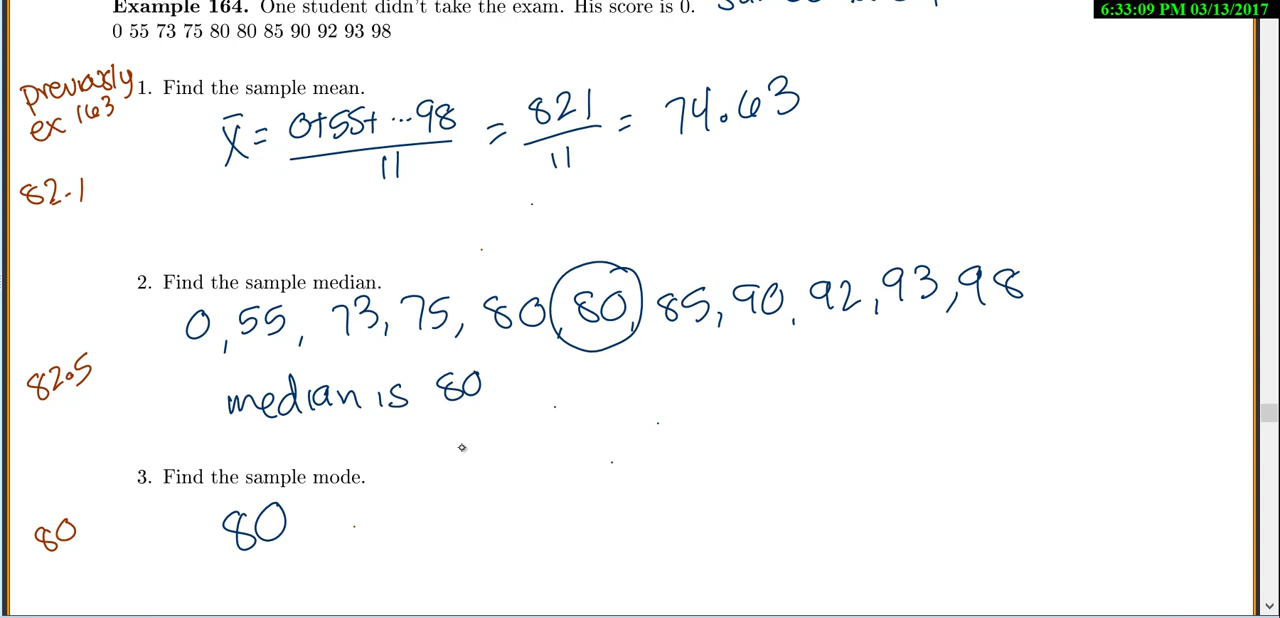 6:33:09 PM 03/13/2017
Example 164. One student didn't take the exam. His score is 0.
0 55 73 75 80 80 85 90 92 93 98
previously
ex 163
1. Find the sample mean.
x̄ = 0+55+ ...98 / 11 = 821 / 11 = 74.63
82.1
2. Find the sample median.
0, 55, 73, 75, 80, 80, 85, 90, 92, 93, 98
82.5
median is 80
3. Find the sample mode.
80
80